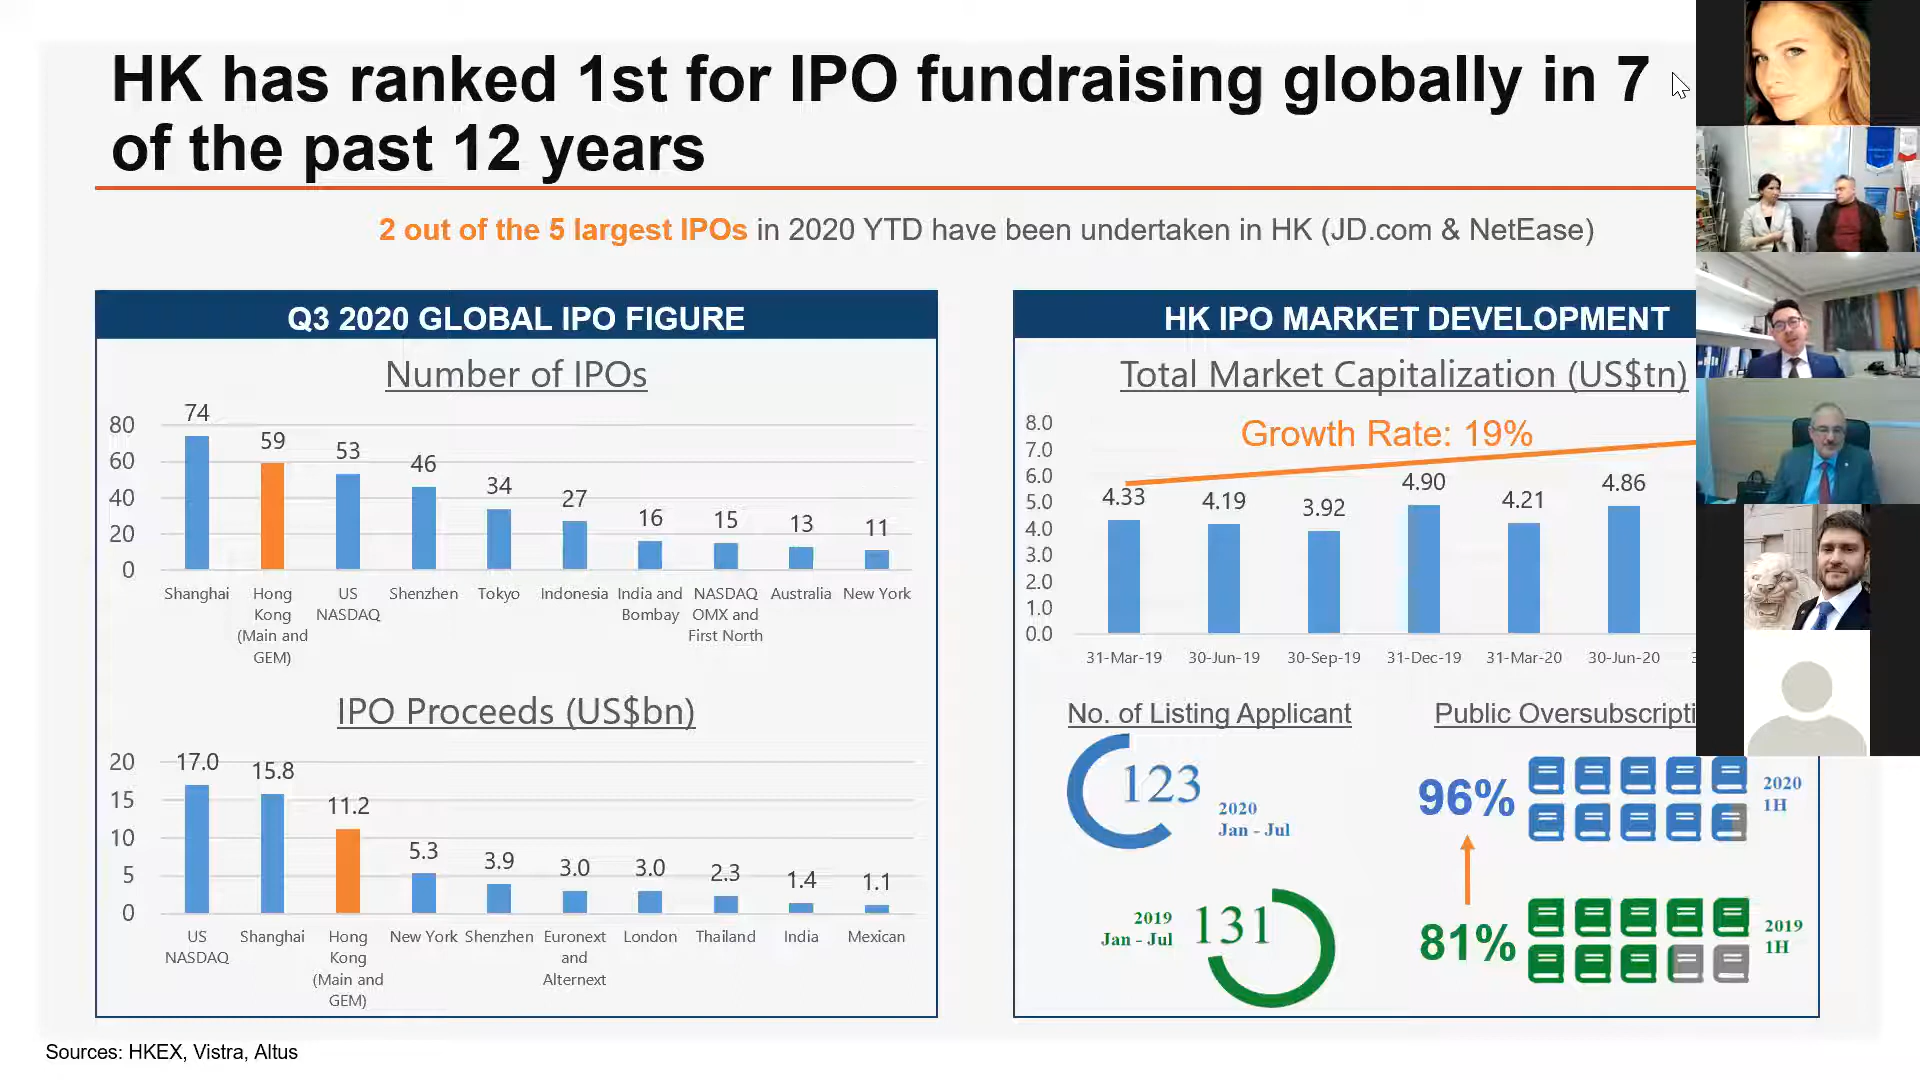 HK has ranked 1st for IPO fundraising globally in 7
of the past 12 years
2 out of the 5 largest IPOs in 2020 YTD have been undertaken in HK (JD.com & NetEase)
Q3 2020 GLOBAL IPO FIGURE
Number of IPOs
80
60
40
20
0
74
59
53
46
34
27
16
15
13
11
Shanghai
Hong
Kong
(Main and
GEM)
US
NASDAQ
Shenzhen
Tokyo
Indonesia
India and
Bombay
NASDAQ
OMX and
First North
Australia
New York
IPO Proceeds (US$bn)
20
15
10
5
0
17.0
15.8
11.2
5.3
3.9
3.0
3.0
2.3
1.4
1.1
US
NASDAQ
Shanghai
Hong
Kong
(Main and
GEM)
New York
Shenzhen
Euronext
and
Alternext
London
Thailand
India
Mexican
HK IPO MARKET DEVELOPMENT
Total Market Capitalization (US$tn)
Growth Rate: 19%
8.0
7.0
6.0
5.0
4.0
3.0
2.0
1.0
0.0
4.33
4.19
3.92
4.90
4.21
4.86
31-Mar-19
30-Jun-19
30-Sep-19
31-Dec-19
31-Mar-20
30-Jun-20
No. of Listing Applicant
123
2020
Jan - Jul
2019
Jan - Jul
131
Public Oversubscripti
96%
2020
1H
81%
2019
1H
Sources: HKEX, Vistra, Altus